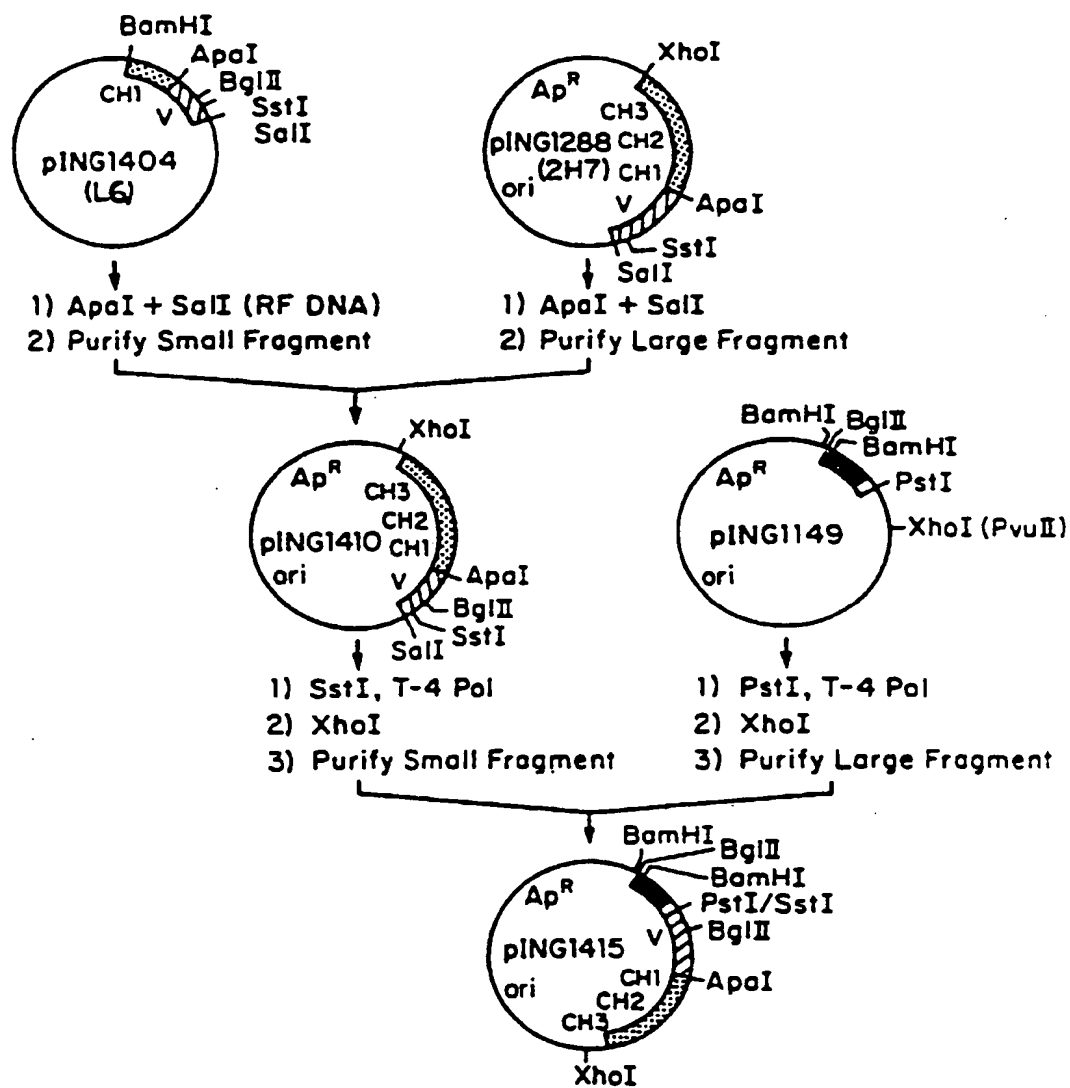 BamHI
ApaI
BglII
SstI
SalI
CH1
V
pING1404
(L6)
XhoI
Ap^R
CH3
pING1288 CH2
(2H7) CH1
ori
V
ApaI
SstI
SalI
1) ApaI + SalI (RF DNA)
2) Purify Small Fragment
1) ApaI + SalI
2) Purify Large Fragment
XhoI
Ap^R
CH3
CH2
pING1410 CH1
ori
V
ApaI
BglII
SstI
SalI
BamHI
BglII
BamHI
Ap^R
PstI
pING1149
XhoI (PvuII)
ori
1) SstI, T-4 Pol
2) XhoI
3) Purify Small Fragment
1) PstI, T-4 Pol
2) XhoI
3) Purify Large Fragment
BamHI
BglII
BamHI
Ap^R
PstI/SstI
V
BglII
pING1415
CH1
ApaI
ori
CH2
CH3
XhoI